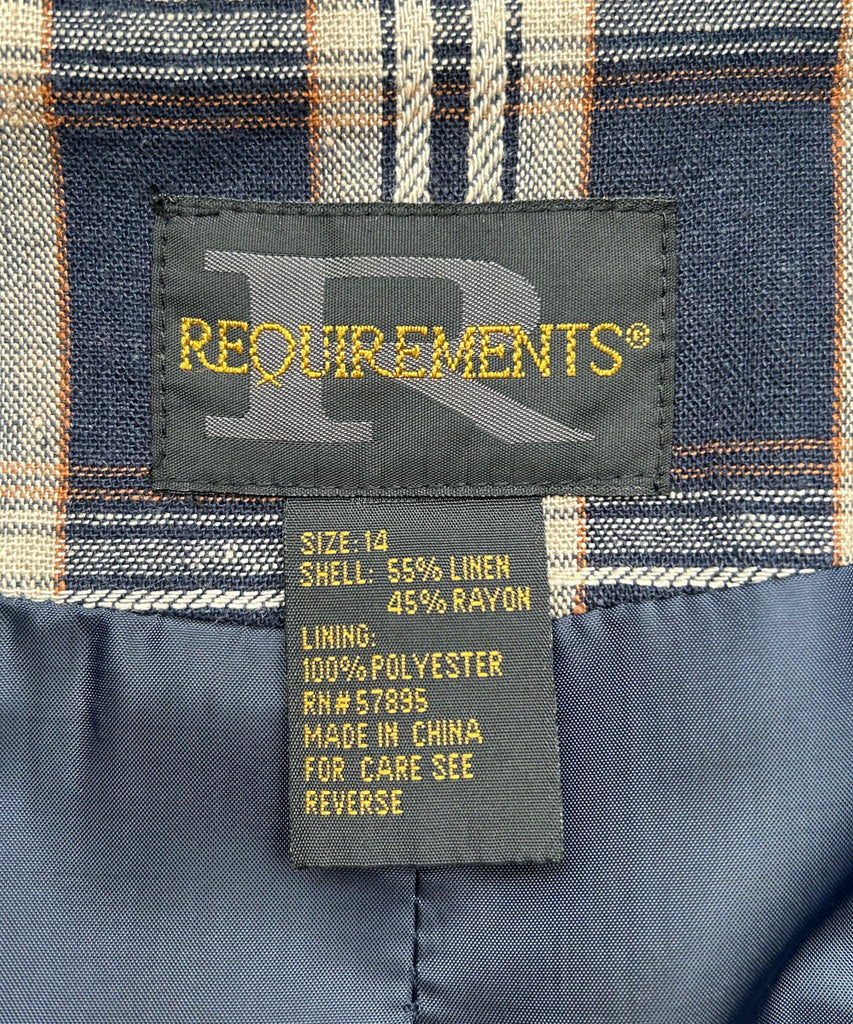 R
REQUIREMENTS®
SIZE: 14
SHELL: 55% LINEN
45% RAYON
LINING:
100% POLYESTER
RN# 57895
MADE IN CHINA
FOR CARE SEE
REVERSE